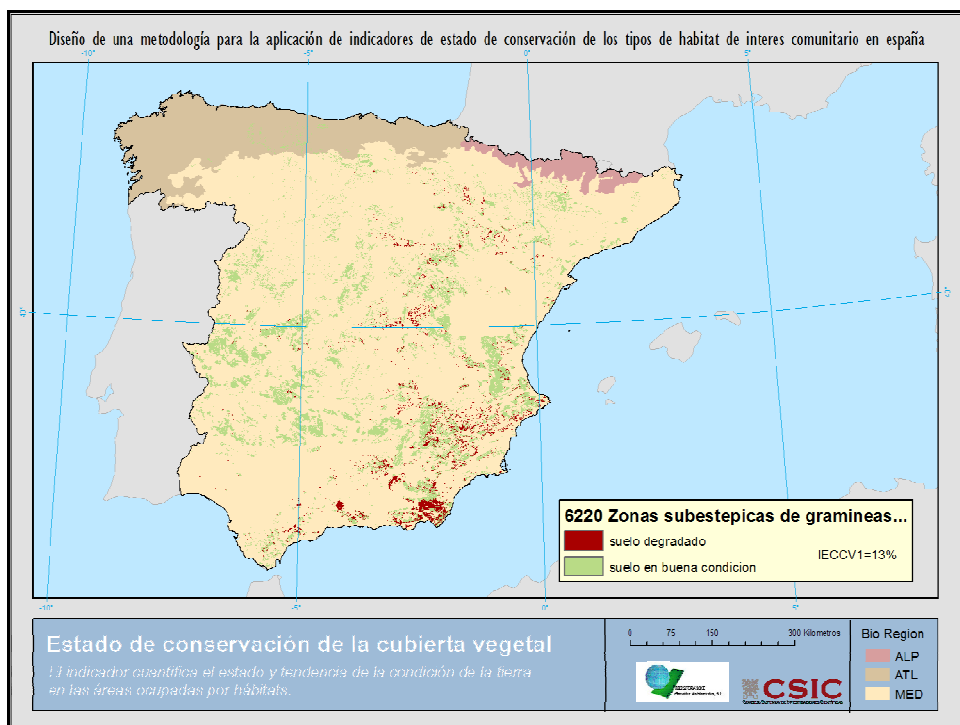 Diseño de una metodología para la aplicación de indicadores de estado de conservación de los tipos de habitat de interes comunitario en españa
-10°
-5°
0°
5°
40°
40°
6220 Zonas subestepicas de gramineas...
suelo degradado
suelo en buena condicion
IECCV1=13%
-10°
-5°
0°
5°
Estado de conservación de la cubierta vegetal
El indicador cuantifica el estado y tendencia de la condición de la tierra
en las áreas ocupadas por hábitats.
0 75 150 300 Kilometros
CSIC
Bio Region
ALP
ATL
MED